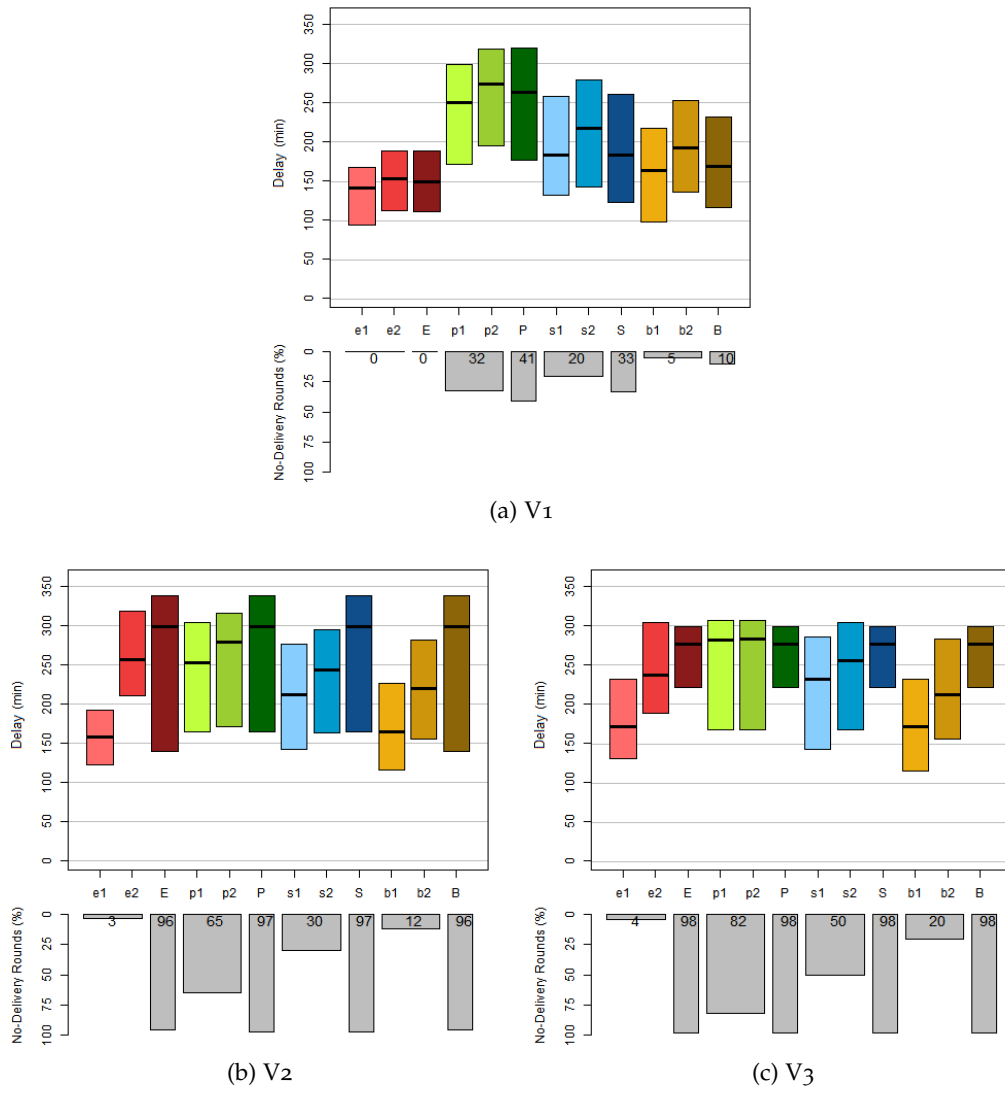 350
300
250
200
150
100
50
0
Delay (min)
e1 e2 E p1 p2 P s1 s2 S b1 b2 B
0
25
50
75
100
No-Delivery Rounds (%)
0 0 32 41 20 33 5 10
(a) V1
350
300
250
200
150
100
50
0
Delay (min)
e1 e2 E p1 p2 P s1 s2 S b1 b2 B
0
25
50
75
100
No-Delivery Rounds (%)
3 96 65 97 30 97 12 96
(b) V2
350
300
250
200
150
100
50
0
Delay (min)
e1 e2 E p1 p2 P s1 s2 S b1 b2 B
0
25
50
75
100
No-Delivery Rounds (%)
4 98 82 98 50 98 20 98
(c) V3